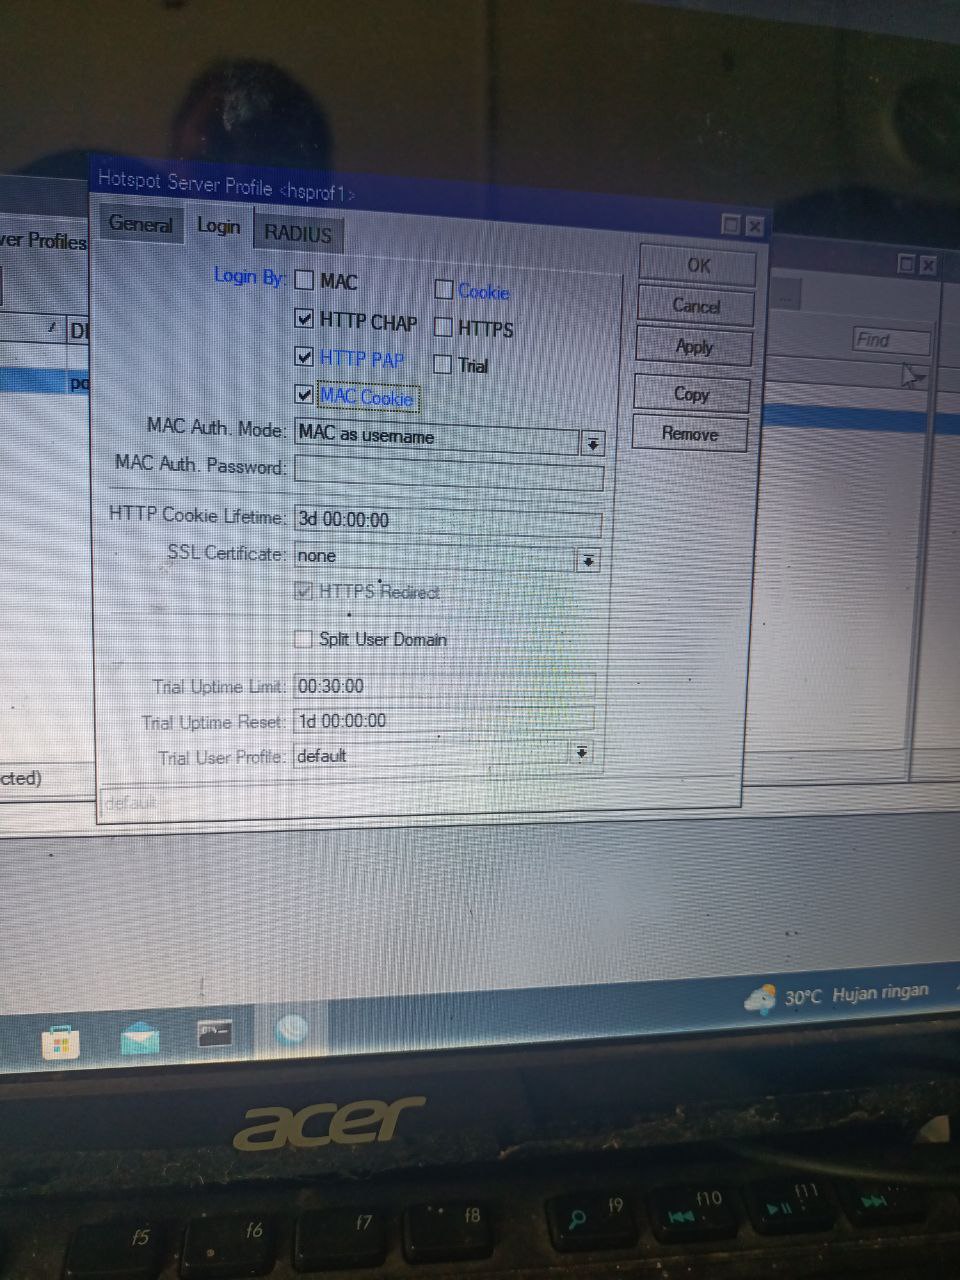 Hotspot Server Profile <hsprof1>
General Login RADIUS
ver Profiles
Login By: MAC Cookie
HTTP CHAP HTTPS
HTTP PAP Trial
MAC Cookie
MAC Auth. Mode: MAC as username
MAC Auth. Password:
HTTP Cookie Lifetime: 3d 00:00:00
SSL Certificate: none
HTTPS Redirect
Split User Domain
Trial Uptime Limit: 00:30:00
Trial Uptime Reset: 1d 00:00:00
Trial User Profile: default
default
OK
Cancel
Apply
Copy
Remove
...
Find
cted)
30°C Hujan ringan
acer
f5 f6 f7 f8 f9 f10 f11